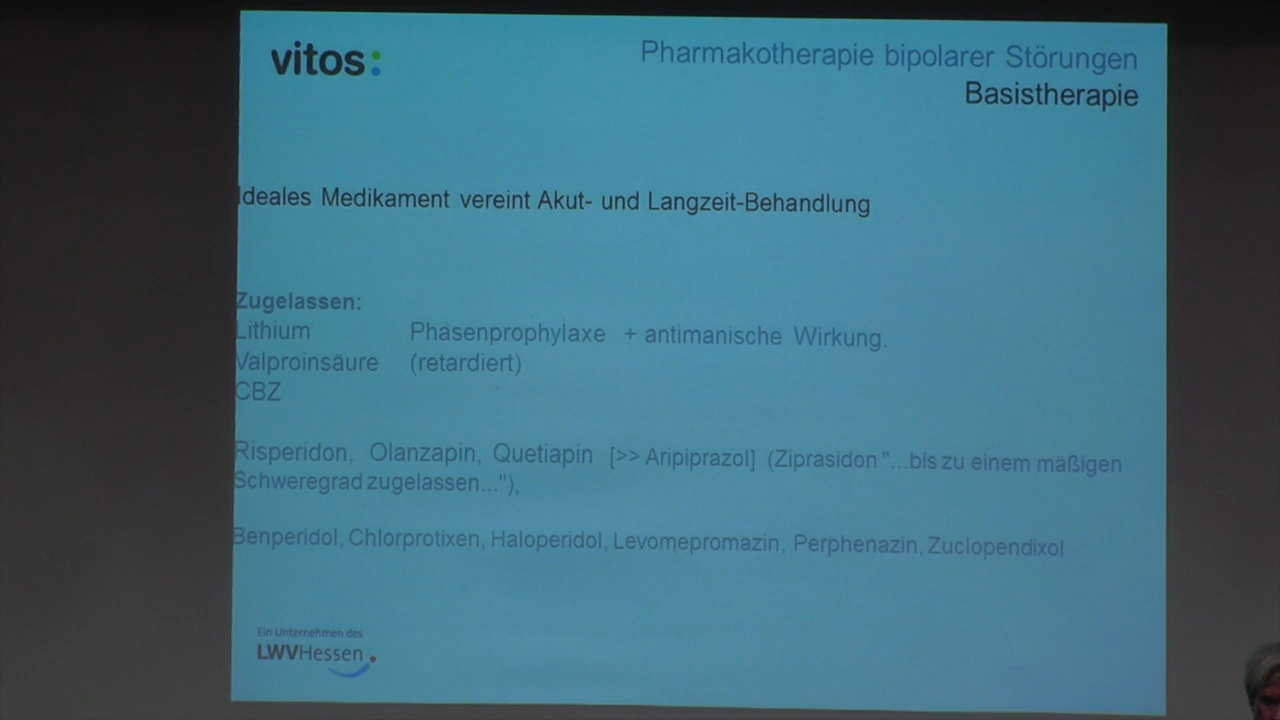 vitos:
Pharmakotherapie bipolarer Störungen
Basistherapie
Ideales Medikament vereint Akut- und Langzeit-Behandlung
Zugelassen:
Lithium Phasenprophylaxe + antimanische Wirkung.
Valproinsäure (retardiert)
CBZ
Risperidon, Olanzapin, Quetiapin [>> Aripiprazol] (Ziprasidon "...bis zu einem mäßigen
Schweregrad zugelassen..."),
Benperidol, Chlorprotixen, Haloperidol, Levomepromazin, Perphenazin, Zuclopendixol
Ein Unternehmen des
LWVHessen